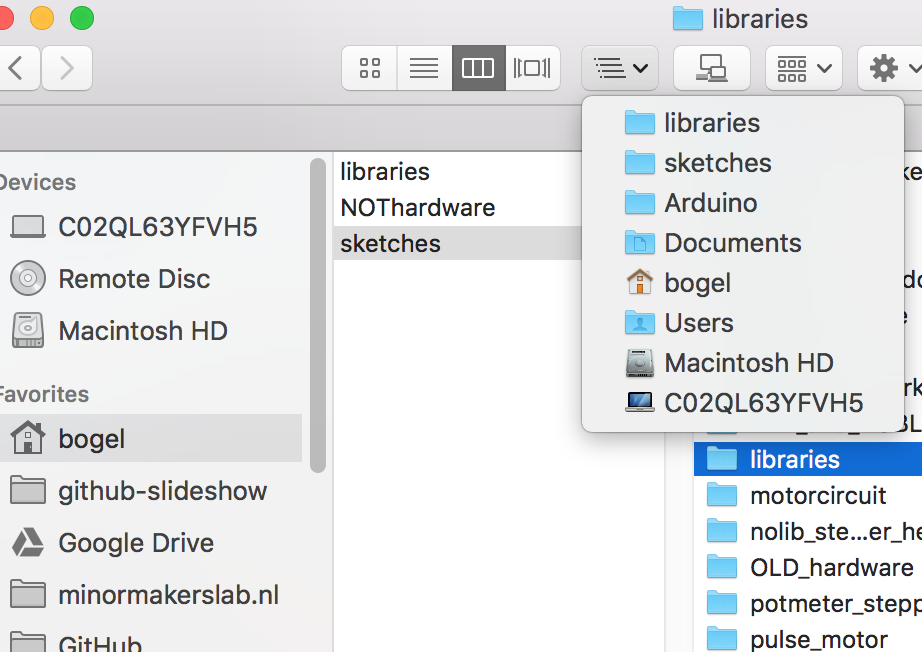 libraries
Devices
C02QL63YFVH5
Remote Disc
Macintosh HD
Favorites
bogel
github-slideshow
Google Drive
minormakerslab.nl
GitHub
libraries
NOThardware
sketches
libraries
sketches
Arduino
Documents
bogel
Users
Macintosh HD
C02QL63YFVH5
libraries
motorcircuit
nolib_ste...er_he
OLD_hardware
potmeter_stepp
pulse_motor